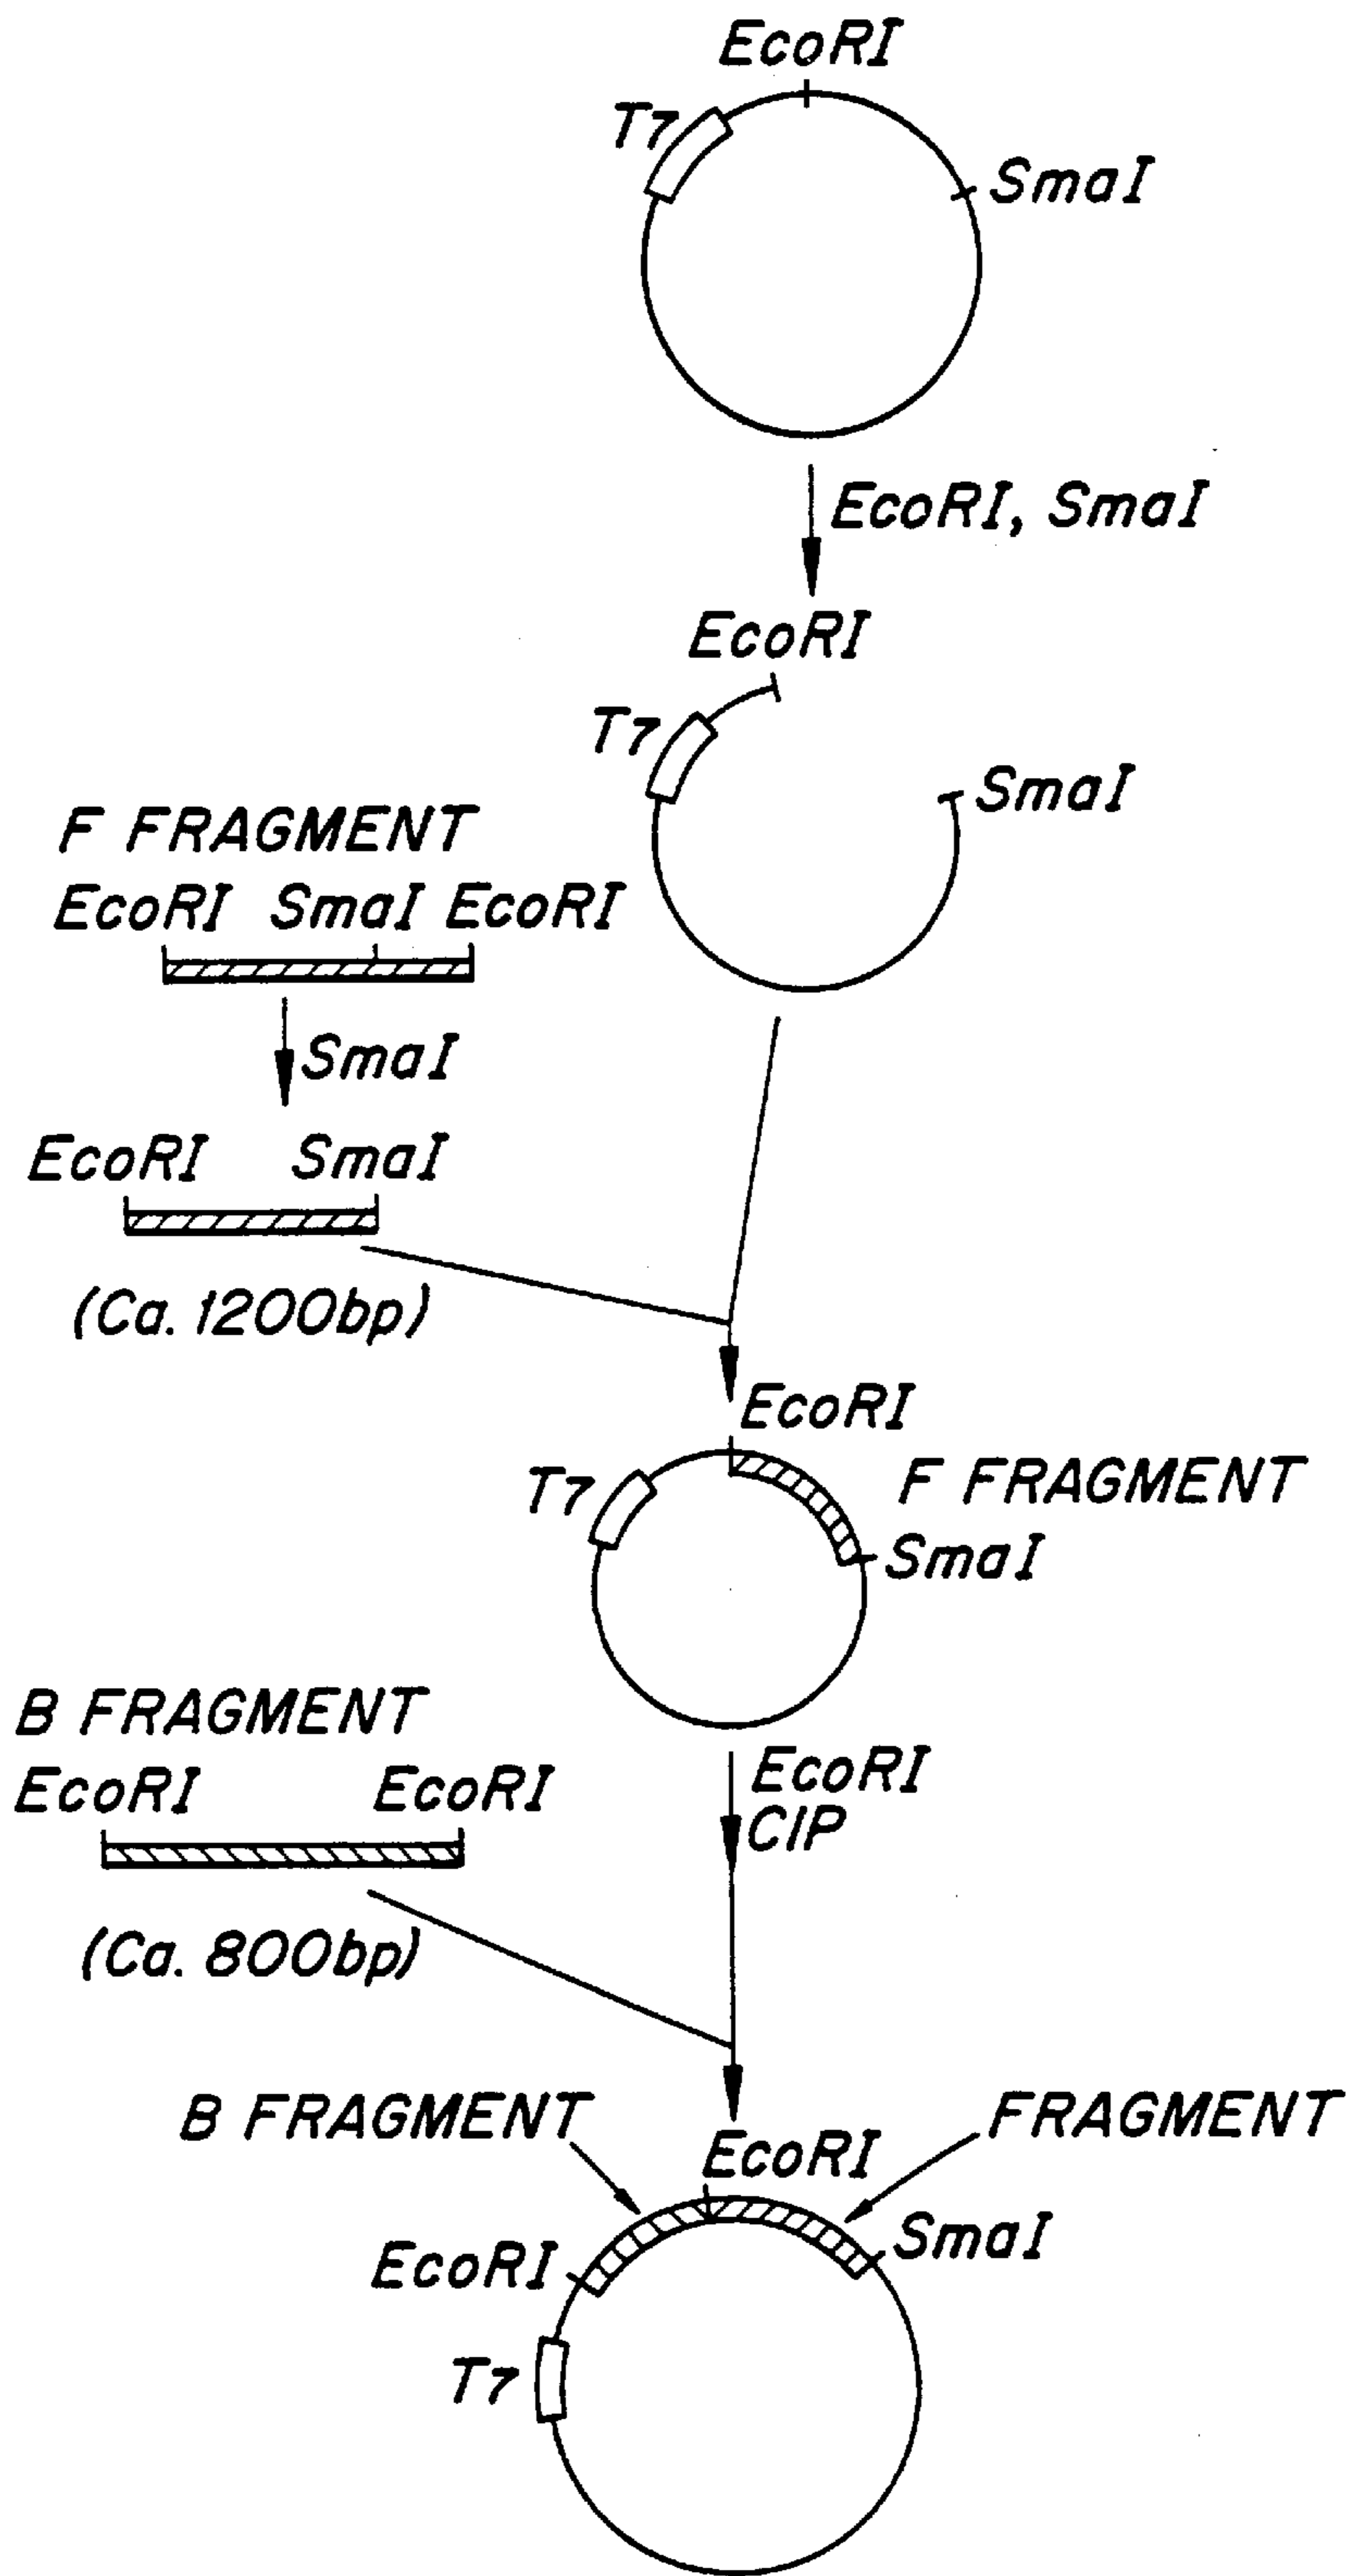 EcoRI
T7
SmaI
EcoRI, SmaI
EcoRI
T7
SmaI
F FRAGMENT
EcoRI SmaI EcoRI
SmaI
EcoRI SmaI
(Ca. 1200bp)
EcoRI
T7
F FRAGMENT
SmaI
B FRAGMENT
EcoRI EcoRI
EcoRI
CIP
(Ca. 800bp)
B FRAGMENT
FRAGMENT
EcoRI
SmaI
EcoRI
T7